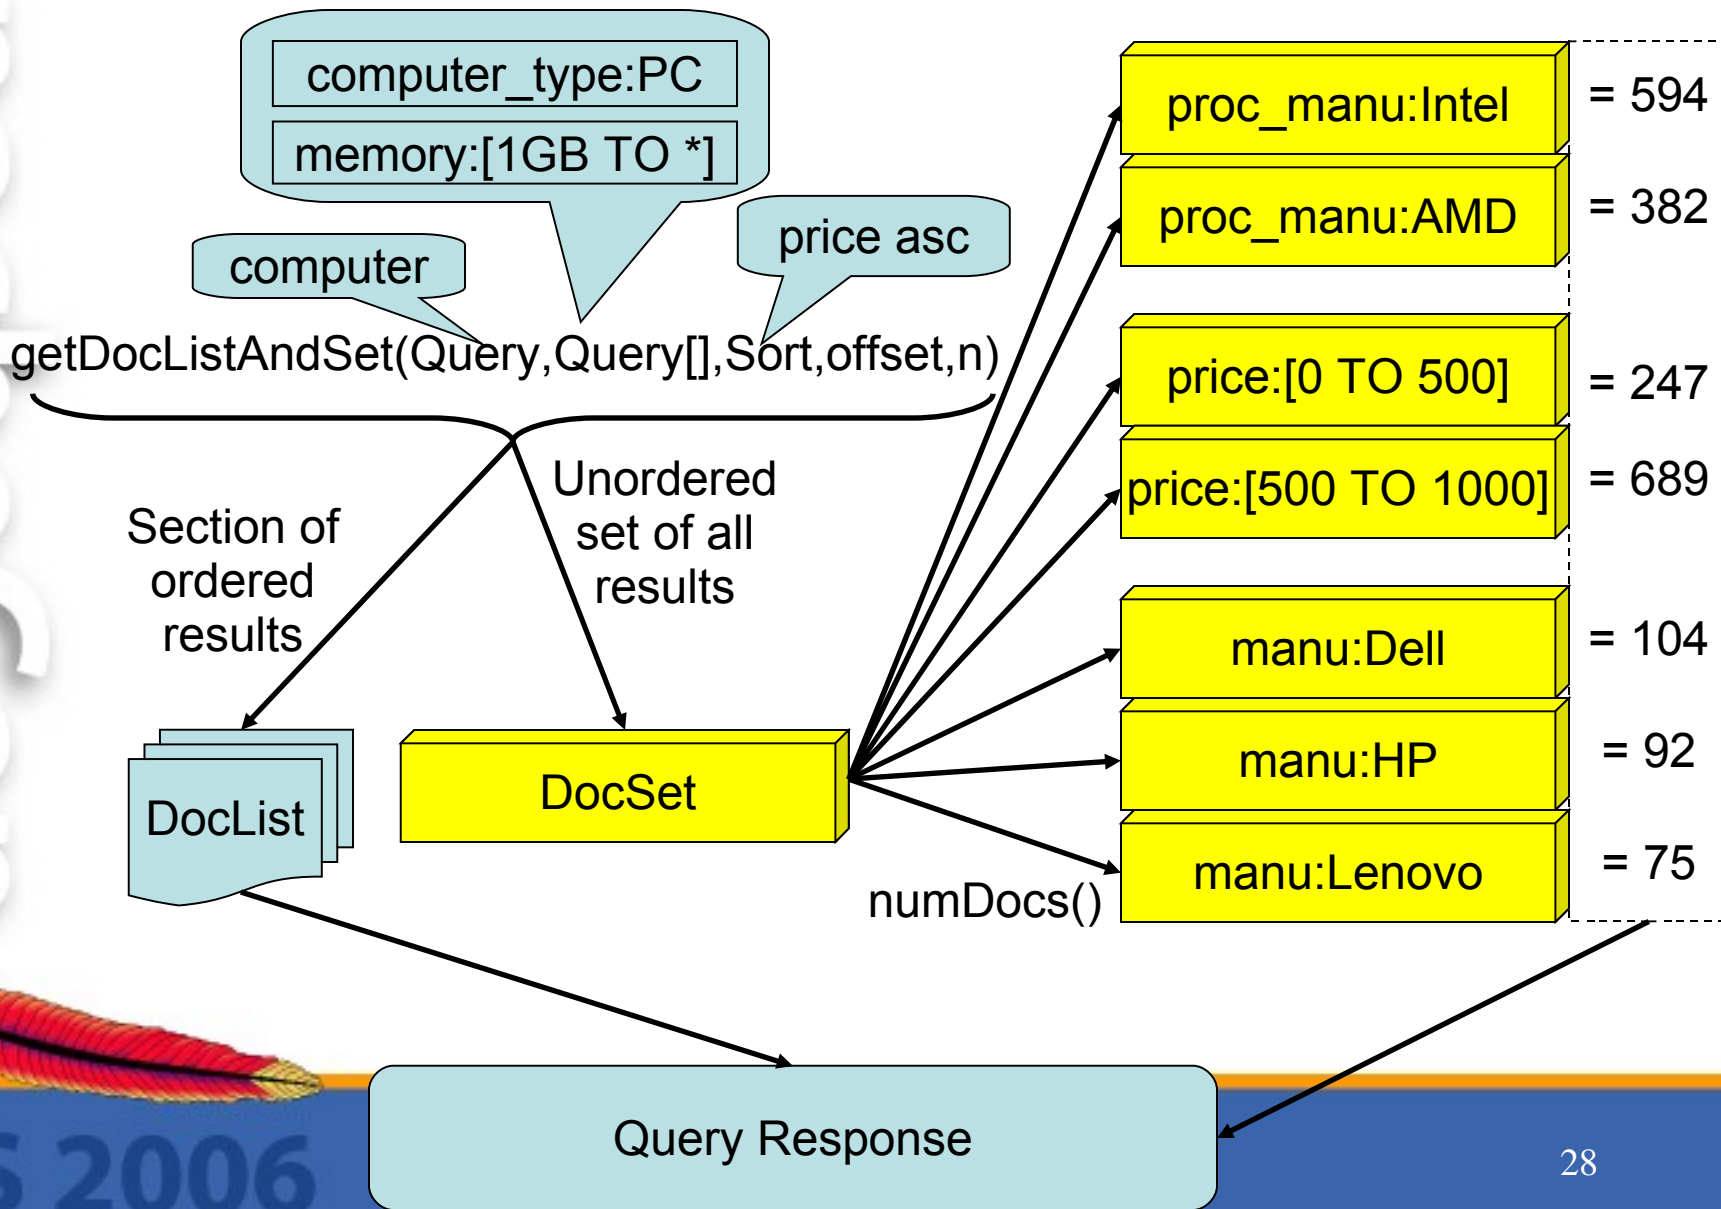 computer_type:PC
memory:[1GB TO *]
computer
price asc
getDocListAndSet(Query,Query[],Sort,offset,n)
Section of
ordered
results
Unordered
set of all
results
DocList
DocSet
numDocs()
proc_manu:Intel
= 594
proc_manu:AMD
= 382
price:[0 TO 500]
= 247
price:[500 TO 1000]
= 689
manu:Dell
= 104
manu:HP
= 92
manu:Lenovo
= 75
Query Response
2006
28